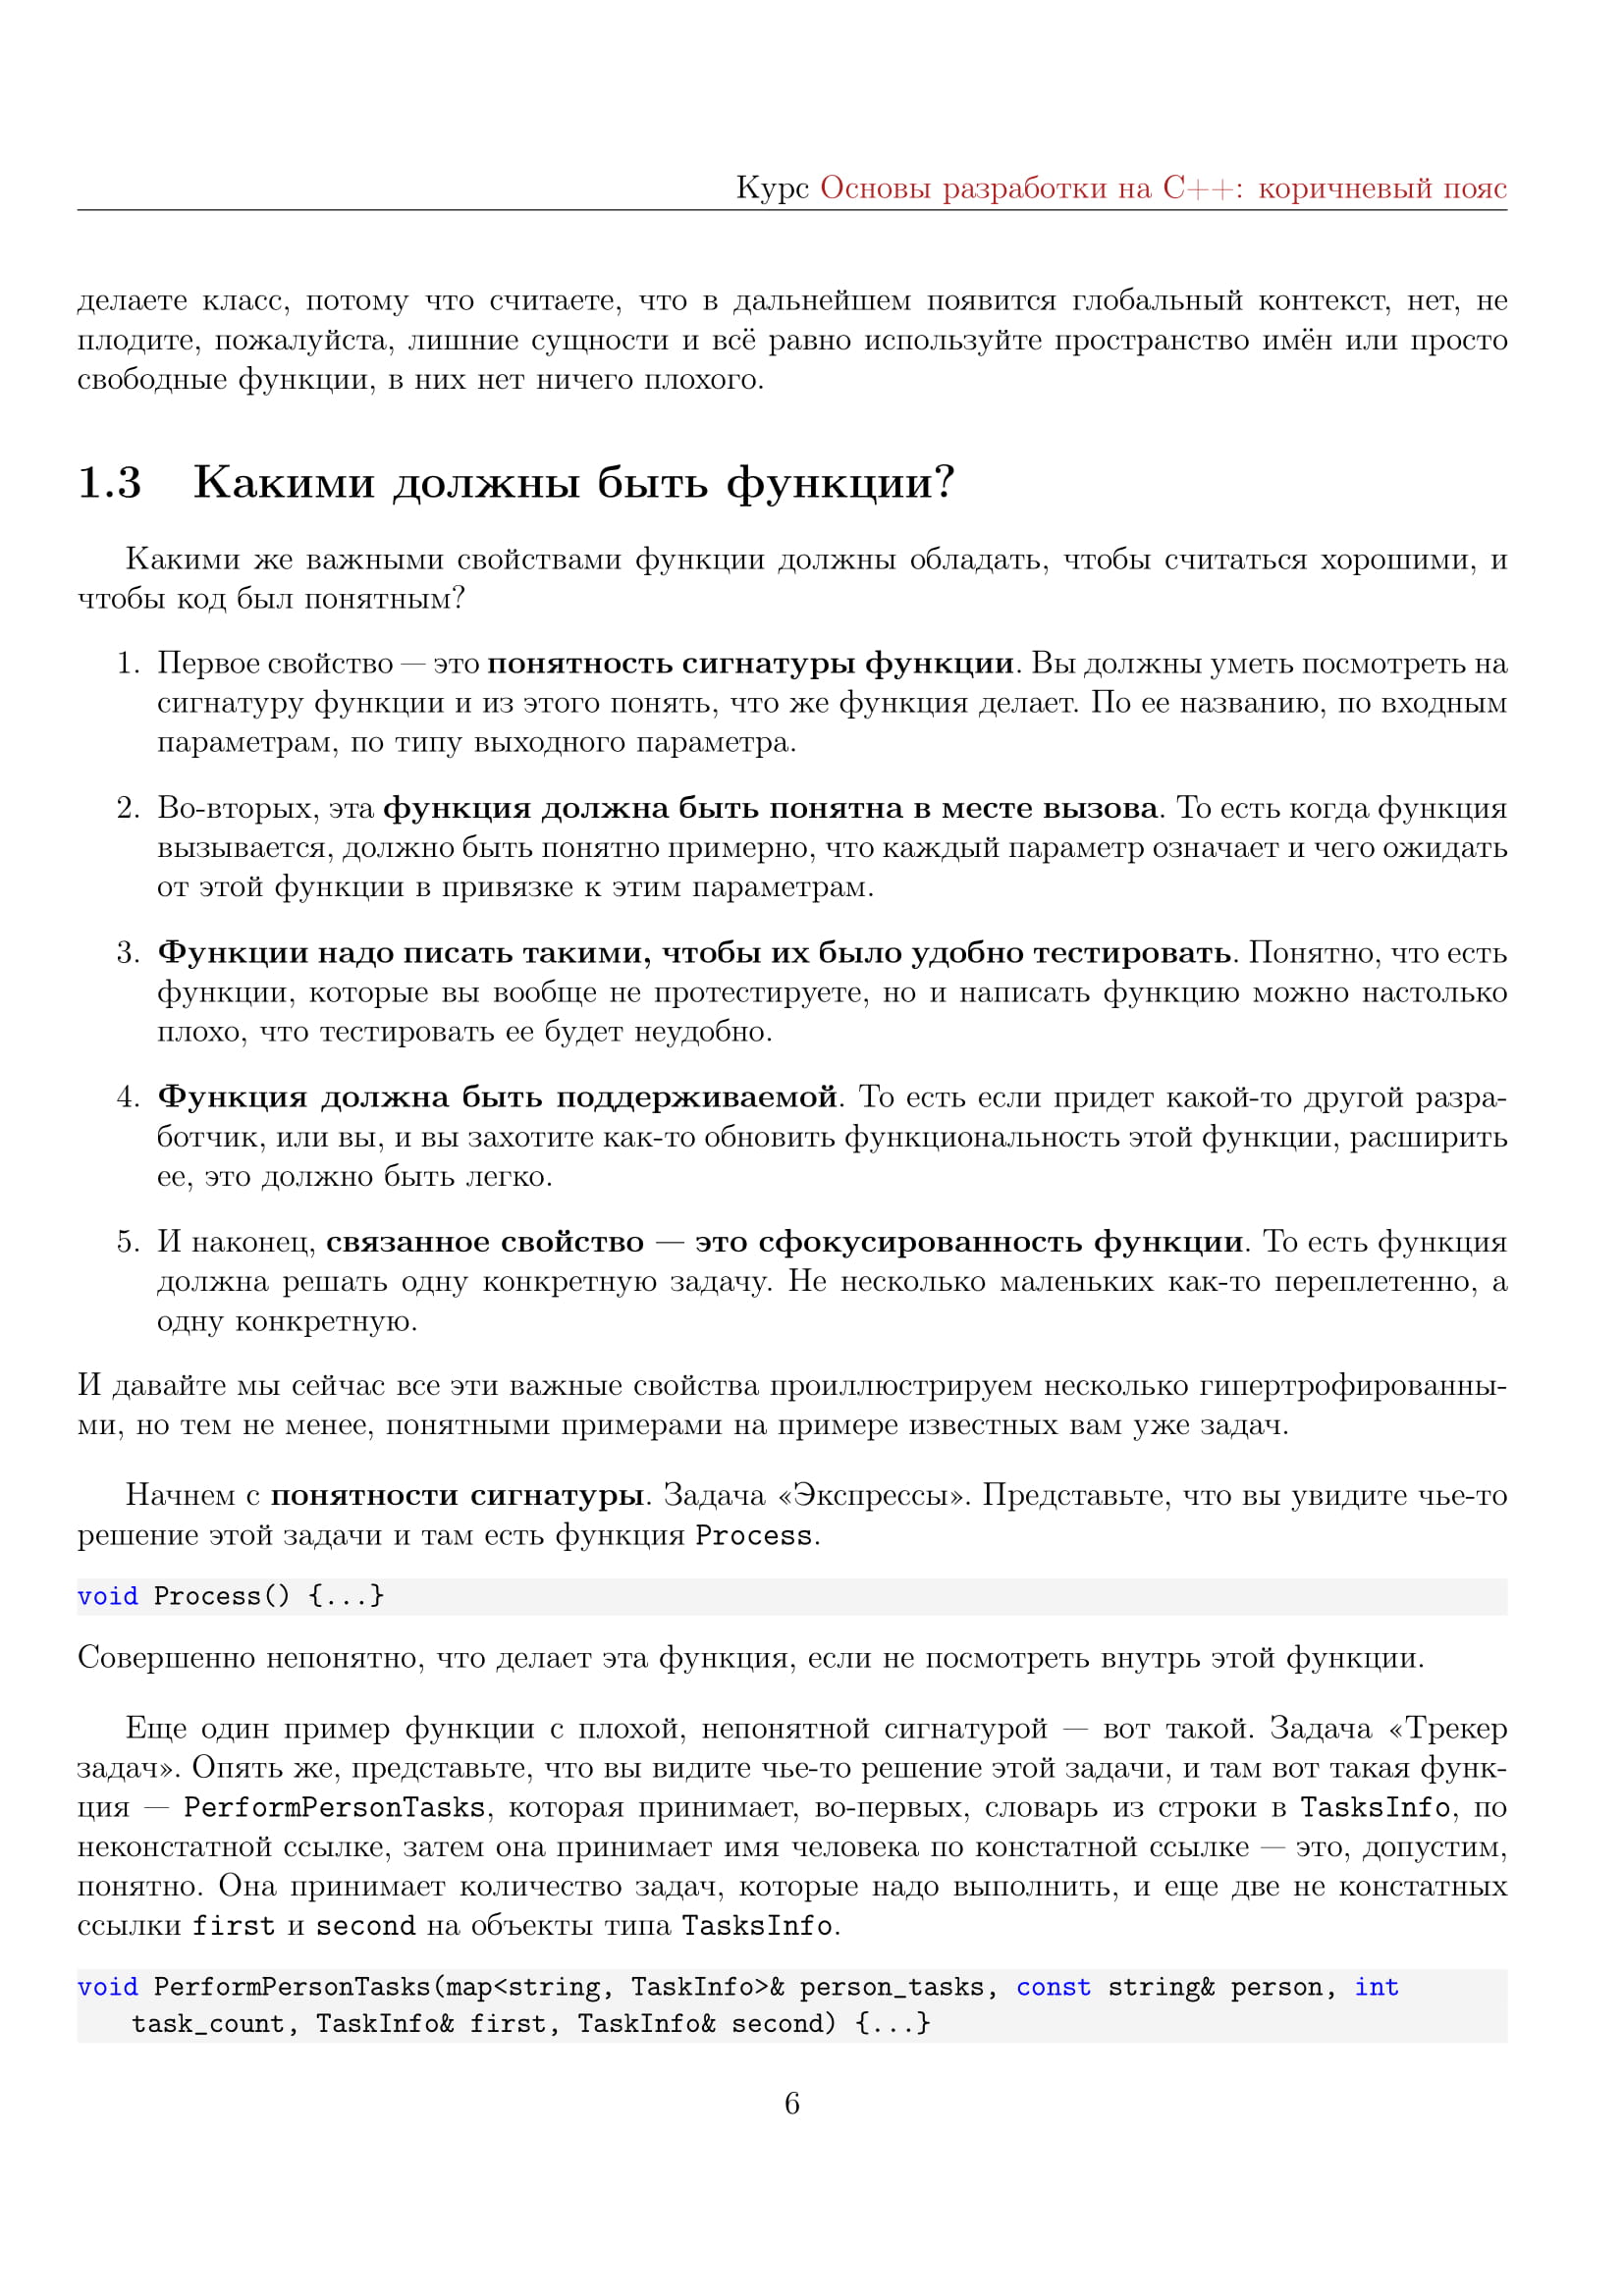 Курс Основы разработки на C++: коричневый пояс
делаете класс, потому что считаете, что в дальнейшем появится глобальный контекст, нет, не
плодите, пожалуйста, лишние сущности и всё равно используйте пространство имён или просто
свободные функции, в них нет ничего плохого.
1.3 Какими должны быть функции?
Какими же важными свойствами функции должны обладать, чтобы считаться хорошими, и
чтобы код был понятным?
1. Первое свойство — это понятность сигнатуры функции. Вы должны уметь посмотреть на
сигнатуру функции и из этого понять, что же функция делает. По ее названию, по входным
параметрам, по типу выходного параметра.
2. Во-вторых, эта функция должна быть понятна в месте вызова. То есть когда функция
вызывается, должно быть понятно примерно, что каждый параметр означает и чего ожидать
от этой функции в привязке к этим параметрам.
3. Функции надо писать такими, чтобы их было удобно тестировать. Понятно, что есть
функции, которые вы вообще не протестируете, но и написать функцию можно настолько
плохо, что тестировать ее будет неудобно.
4. Функция должна быть поддерживаемой. То есть если придет какой-то другой разра-
ботчик, или вы, и вы захотите как-то обновить функциональность этой функции, расширить
ее, это должно быть легко.
5. И наконец, связанное свойство — это сфокусированность функции. То есть функция
должна решать одну конкретную задачу. Не несколько маленьких как-то переплетенно, а
одну конкретную.
И давайте мы сейчас все эти важные свойства проиллюстрируем несколько гипертрофированны-
ми, но тем не менее, понятными примерами на примере известных вам уже задач.
Начнем с понятности сигнатуры. Задача «Экспрессы». Представьте, что вы увидите чье-то
решение этой задачи и там есть функция Process.
void Process() {...}
Совершенно непонятно, что делает эта функция, если не посмотреть внутрь этой функции.
Еще один пример функции с плохой, непонятной сигнатурой — вот такой. Задача «Трекер
задач». Опять же, представьте, что вы видите чье-то решение этой задачи, и там вот такая функ-
ция — PerformPersonTasks, которая принимает, во-первых, словарь из строки в TasksInfo, по
неконстатной ссылке, затем она принимает имя человека по констатной ссылке — это, допустим,
понятно. Она принимает количество задач, которые надо выполнить, и еще две не констатных
ссылки first и second на объекты типа TasksInfo.
void PerformPersonTasks(map<string, TaskInfo>& person_tasks, const string& person, int
task_count, TaskInfo& first, TaskInfo& second) {...}
6